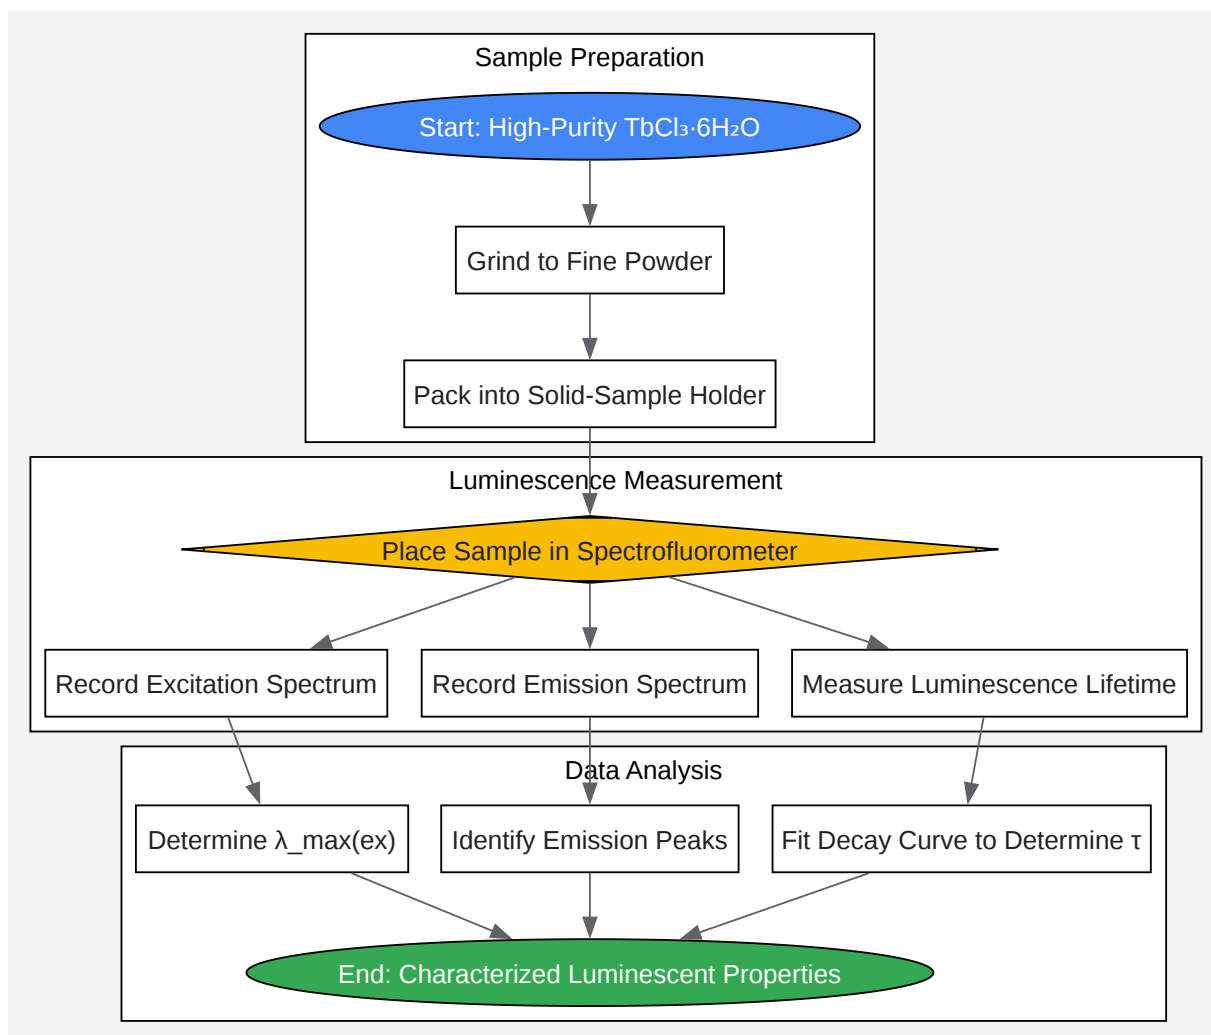 Sample Preparation
Start: High-Purity TbCl₃·6H₂O
Grind to Fine Powder
Pack into Solid-Sample Holder
Luminescence Measurement
Place Sample in Spectrofluorometer
Record Excitation Spectrum
Record Emission Spectrum
Measure Luminescence Lifetime
Data Analysis
Determine λ_max(ex)
Identify Emission Peaks
Fit Decay Curve to Determine τ
End: Characterized Luminescent Properties